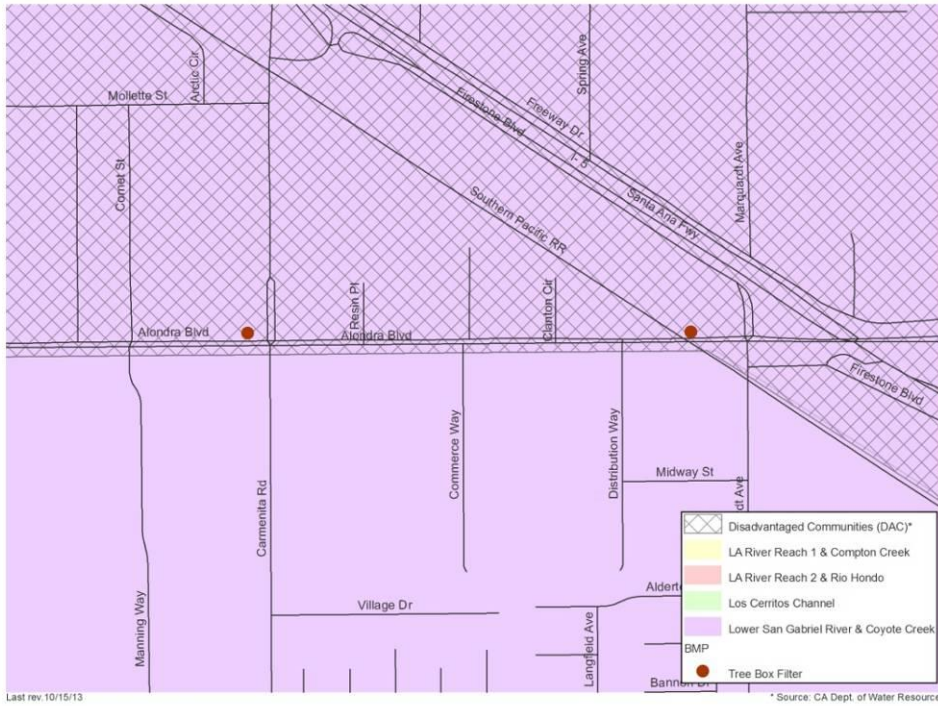 Arctic Cir
Mollette St
Comet St
Spring Ave
Freeway Dr
Firestone Blvd
I- 5
Santa Ana Fwy
Marquardt Ave
Southern Pacific RR
Resin Pl
Clanton Cir
Alondra Blvd
Alondra Blvd
Firestone Blvd
Commerce Way
Distribution Way
Midway St
Carmenita Rd
Manning Way
Village Dr
Langfield Ave
dt Ave
Disadvantaged Communities (DAC)*
LA River Reach 1 & Compton Creek
LA River Reach 2 & Rio Hondo
Los Cerritos Channel
Lower San Gabriel River & Coyote Creek
BMP
Tree Box Filter
Last rev.10/15/13
* Source: CA Dept. of Water Resource